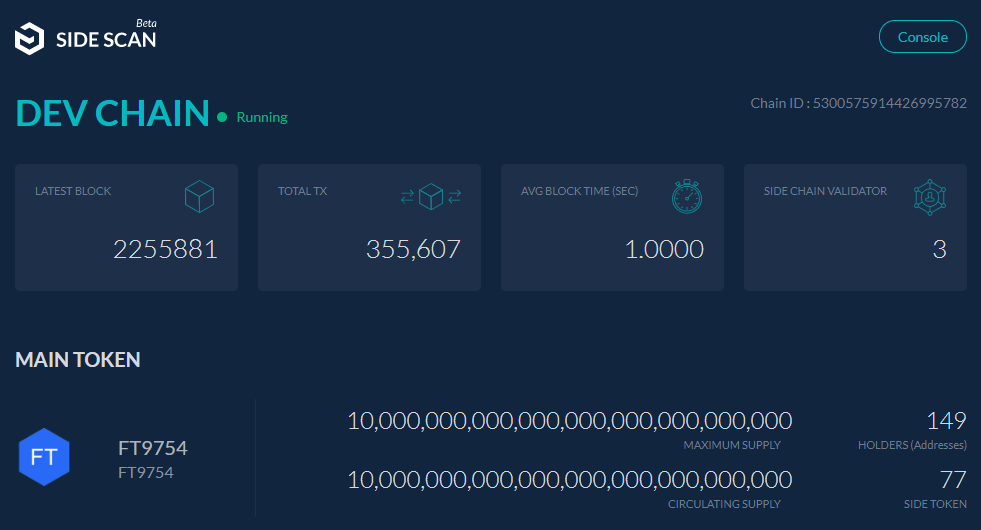 Beta
SIDE SCAN
Console
DEV CHAIN Running
Chain ID : 5300575914426995782
LATEST BLOCK
2255881
TOTAL TX
355,607
AVG BLOCK TIME (SEC)
1.0000
SIDE CHAIN VALIDATOR
3
MAIN TOKEN
FT
FT9754
FT9754
10,000,000,000,000,000,000,000,000,000
MAXIMUM SUPPLY
149
HOLDERS (Addresses)
10,000,000,000,000,000,000,000,000,000
CIRCULATING SUPPLY
77
SIDE TOKEN